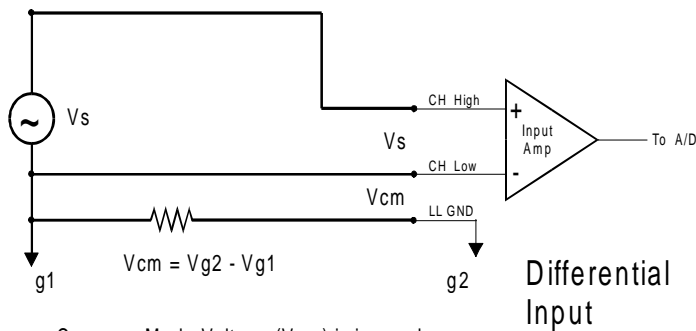 Vs
CH High
+
Input
Amp
To A/D
Vs
CH Low
-
Vcm
LL GND
g1
Vcm = Vg2 - Vg1
g2
Differential
Input